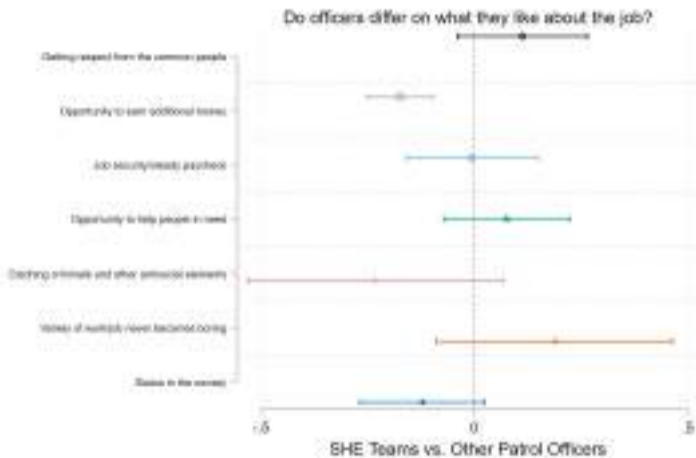 Do officers differ on what they like about the job?
Getting respect from the common people
Opportunity to earn additional money
Job security/steady paycheck
Opportunity to help people in need
Catching criminals and other antisocial elements
Variety of work/job never becomes boring
Status in the society
-.5 0 .5
SHE Teams vs. Other Patrol Officers